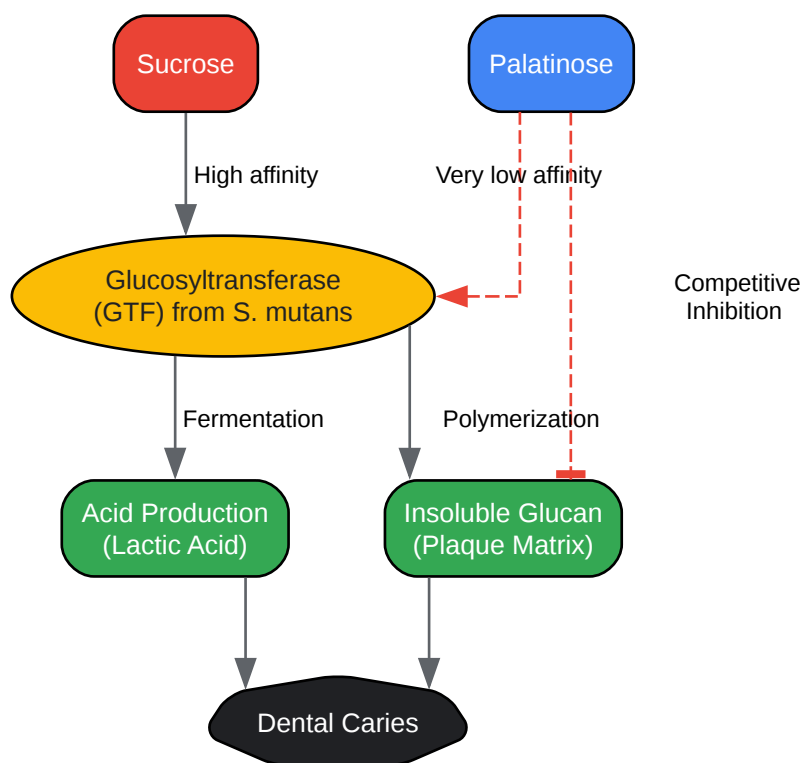 Sucrose
Palatinose
High affinity
Very low affinity
Glucosyltransferase
(GTF) from S. mutans
Competitive
Inhibition
Fermentation
Polymerization
Acid Production
(Lactic Acid)
Insoluble Glucan
(Plaque Matrix)
Dental Caries